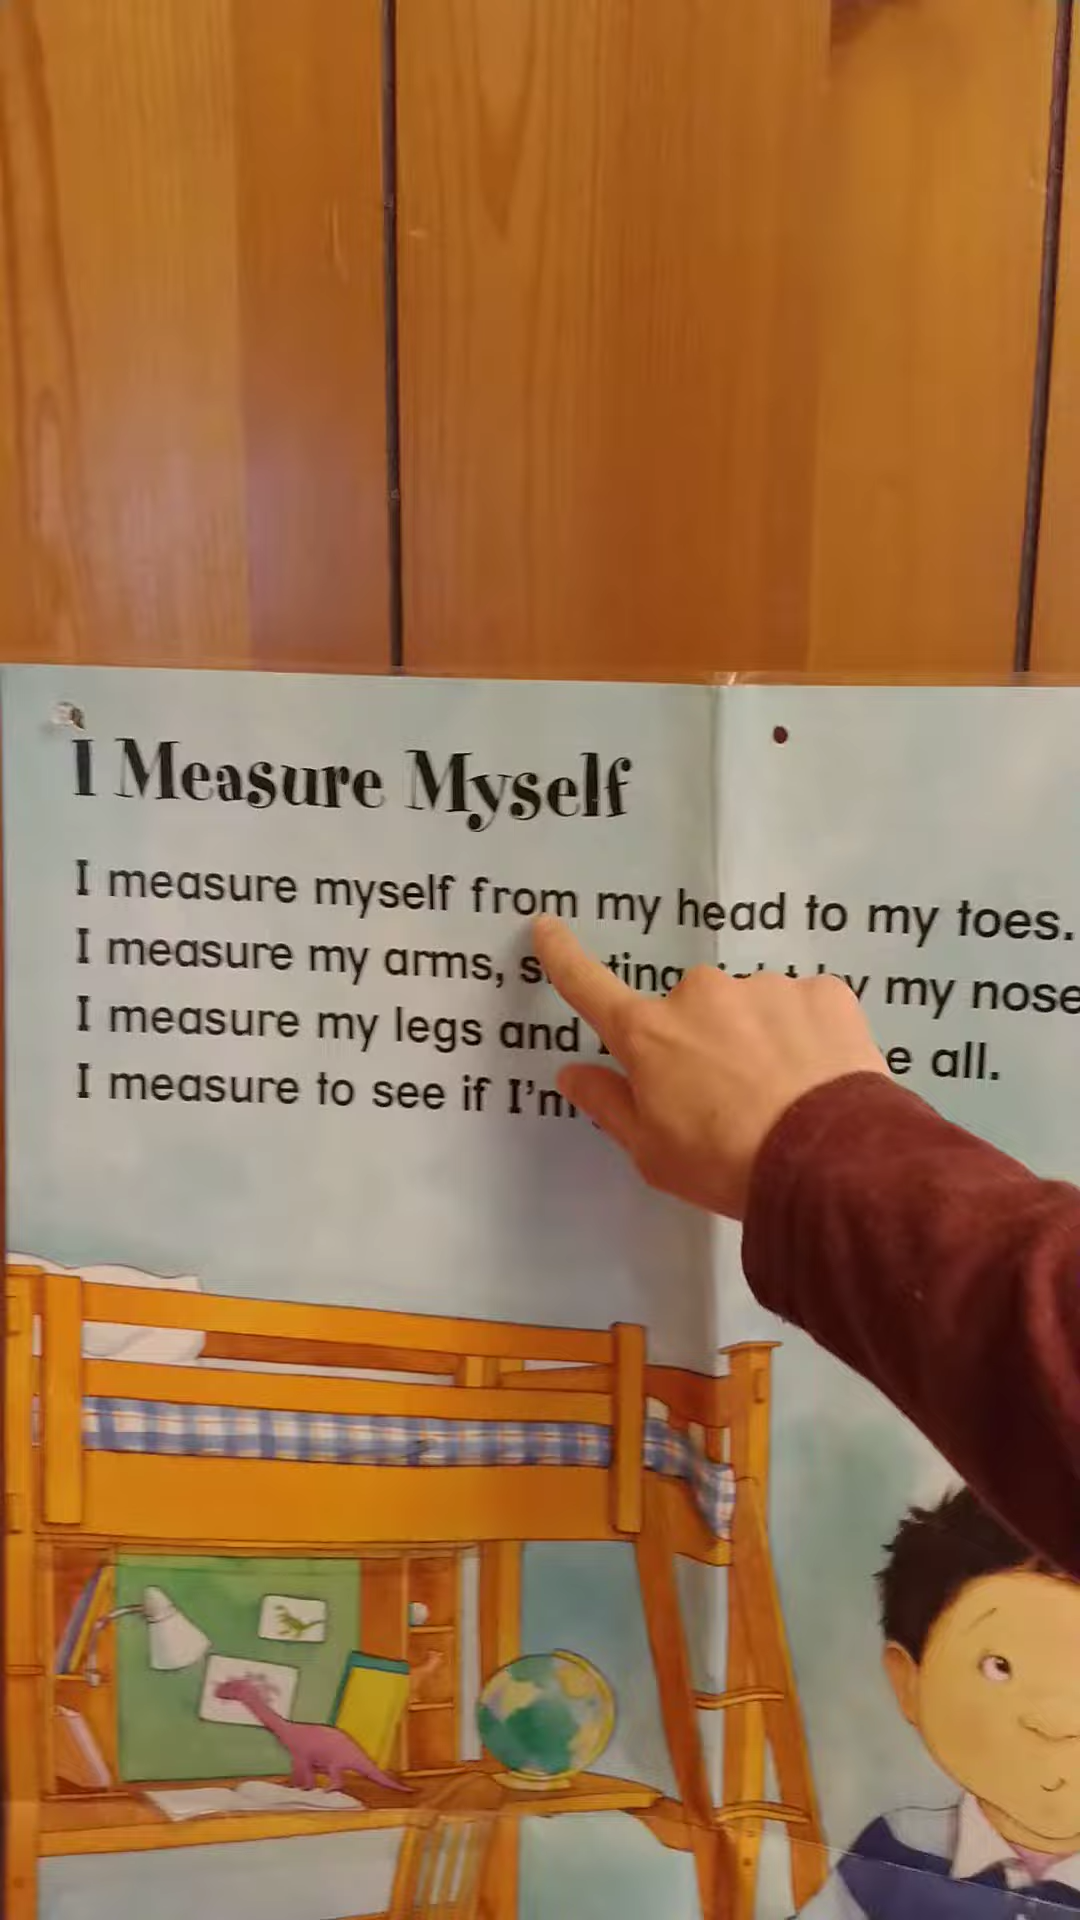 I Measure Myself
I measure myself from my head to my toes.
I measure my arms, by my nose
I measure my legs and all.
I measure to see if I'm